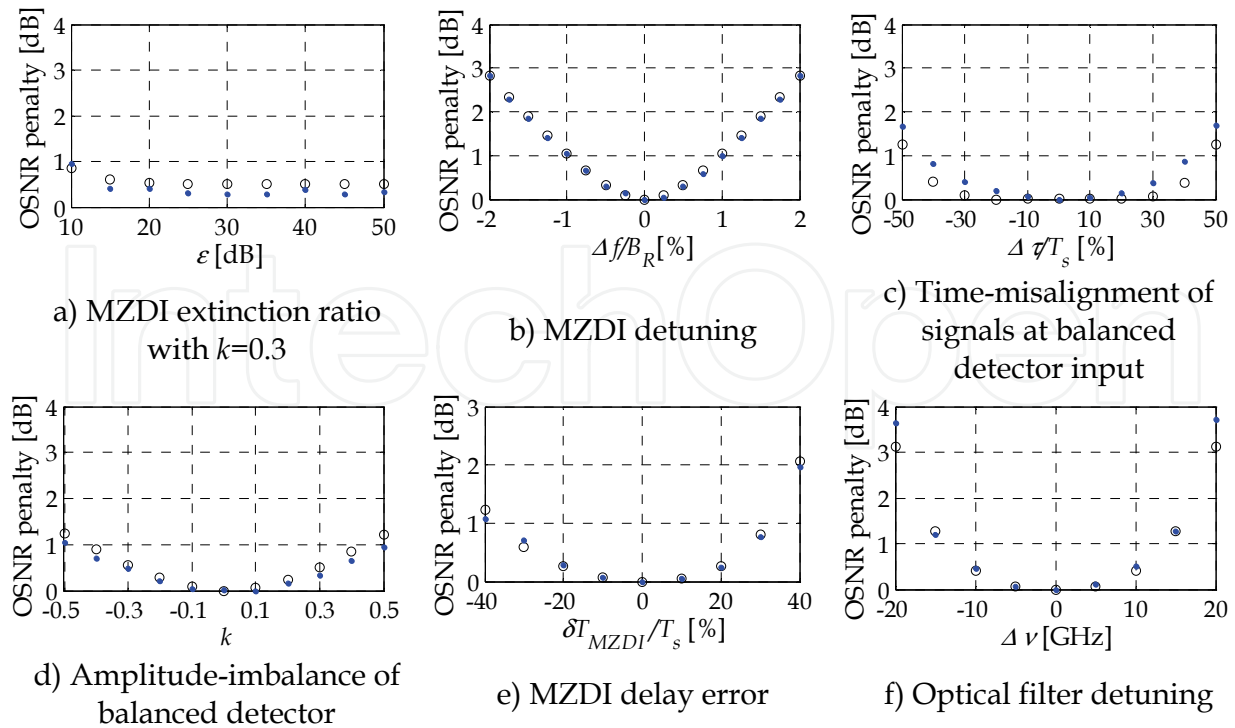 OSNR penalty [dB]
4
3
2
1
0
10 20 30 40 50
ε [dB]
a) MZDI extinction ratio
with k=0.3
OSNR penalty [dB]
4
3
2
1
0
-2 -1 0 1 2
Δf/B_R [%]
b) MZDI detuning
OSNR penalty [dB]
4
3
2
1
0
-50 -30 -10 10 30 50
Δτ/T_s [%]
c) Time-misalignment of
signals at balanced
detector input
OSNR penalty [dB]
4
3
2
1
0
-0.5 -0.3 -0.1 0.1 0.3 0.5
k
d) Amplitude-imbalance of
balanced detector
OSNR penalty [dB]
3
2
1
0
-40 -20 0 20 40
δT_MZDI/T_s [%]
e) MZDI delay error
OSNR penalty [dB]
4
3
2
1
0
-20 -10 0 10 20
Δν [GHz]
f) Optical filter detuning
IntechOpen